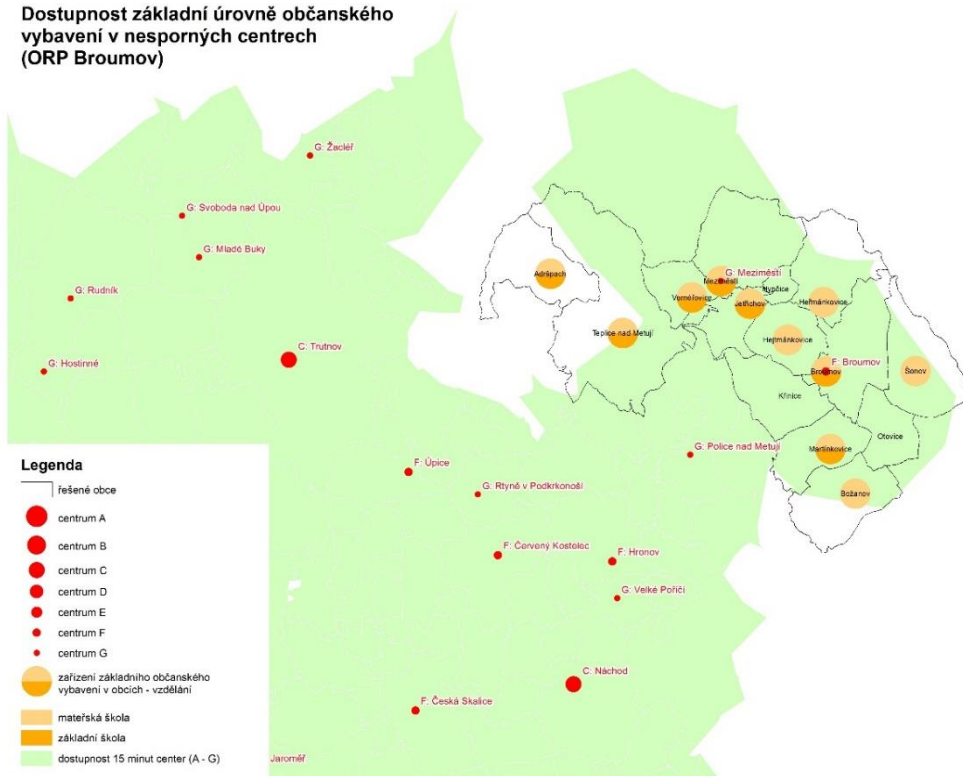 Dostupnost základní úrovně občanského
vybavení v nesporných centrech
(ORP Broumov)
G: Žacléř
G: Svoboda nad Úpou
G: Mladé Buky
G: Rudník
C: Trutnov
G: Hostinné
Adršpach
G: Meziměstí
Meziměstí
Hynčice
Vernéřovice
Jetřichov
Heřmánkovice
Teplice nad Metují
Hejtmánkovice
F: Broumov
Broumov
Šonov
Křinice
Otovice
Martínkovice
Božanov
G: Police nad Metují
F: Úpice
G: Rtyně v Podkrkonoší
F: Červený Kostelec
F: Hronov
G: Velké Poříčí
C: Náchod
F: Česká Skalice
Jaroměř
Legenda
řešené obce
centrum A
centrum B
centrum C
centrum D
centrum E
centrum F
centrum G
zařízení základního občanského
vybavení v obcích - vzdělání
mateřská škola
základní škola
dostupnost 15 minut center (A - G)